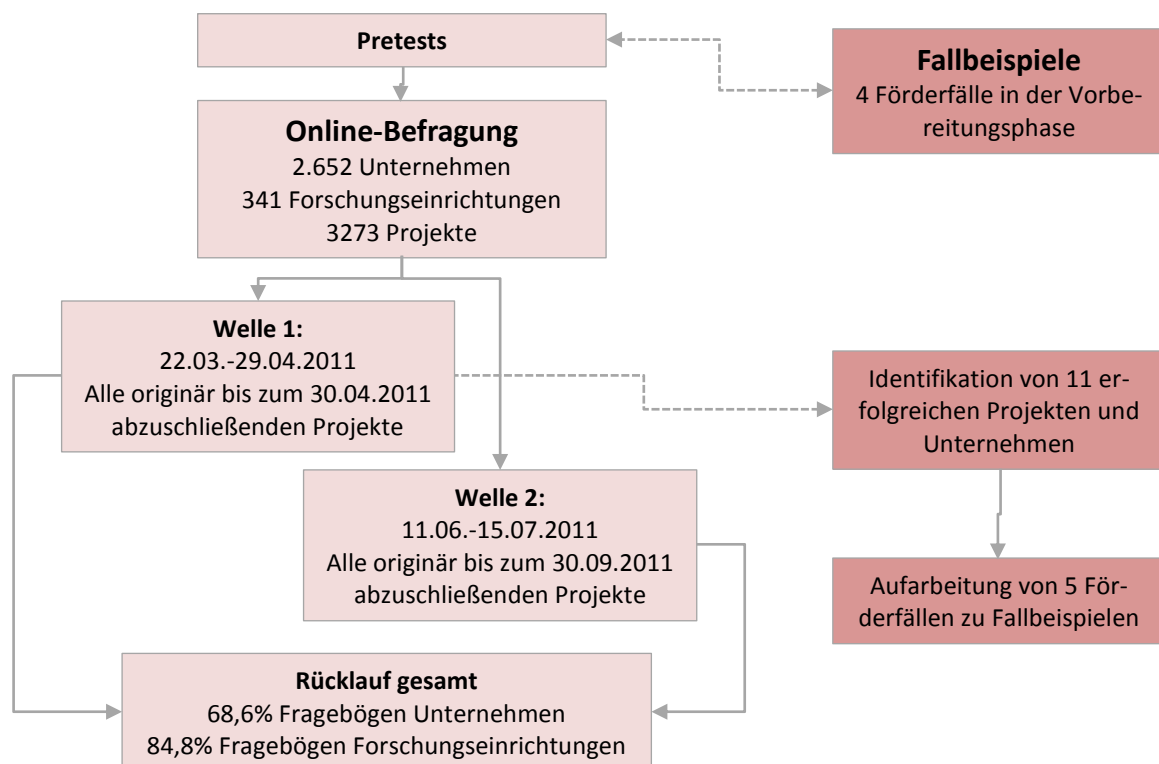 Pretests
Fallbeispiele
4 Förderfälle in der Vorbe-
reitungsphase
Online-Befragung
2.652 Unternehmen
341 Forschungseinrichtungen
3273 Projekte
Welle 1:
22.03.-29.04.2011
Alle originär bis zum 30.04.2011
abzuschließenden Projekte
Identifikation von 11 er-
folgreichen Projekten und
Unternehmen
Welle 2:
11.06.-15.07.2011
Alle originär bis zum 30.09.2011
abzuschließenden Projekte
Aufarbeitung von 5 För-
derfällen zu Fallbeispielen
Rücklauf gesamt
68,6% Fragebögen Unternehmen
84,8% Fragebögen Forschungseinrichtungen